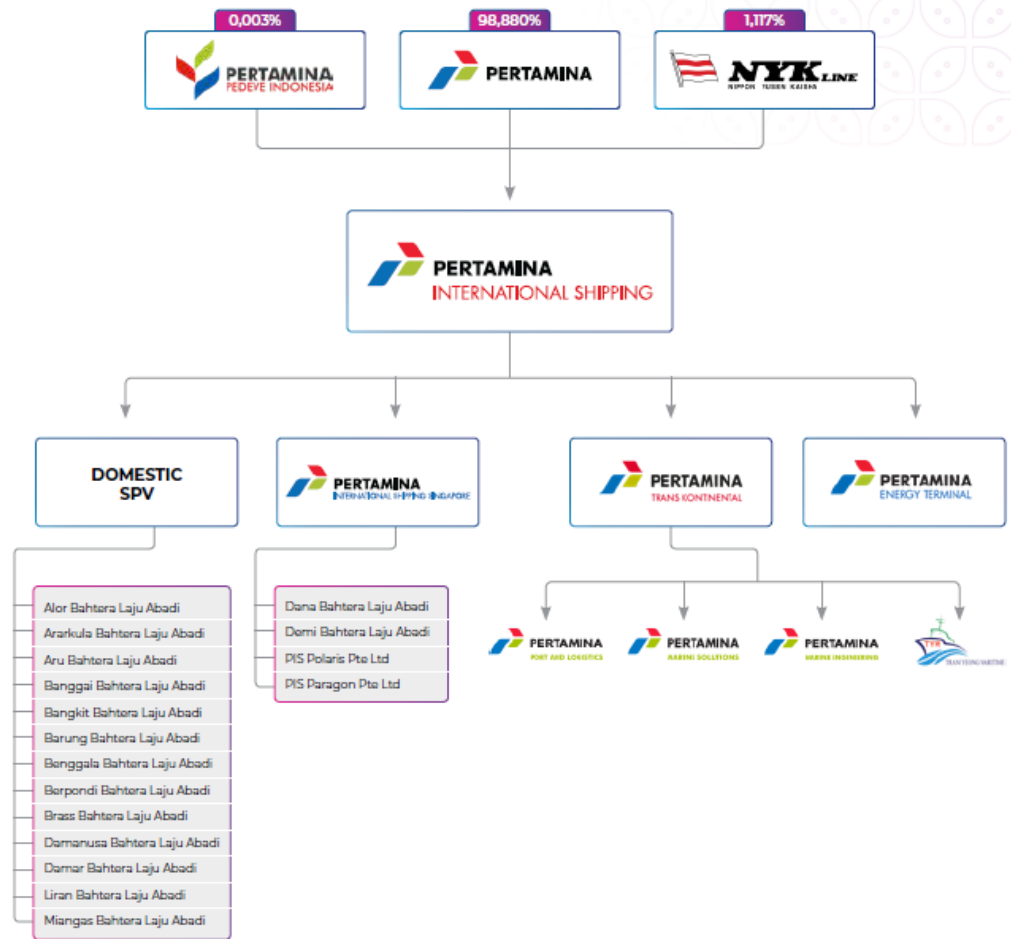 0,003%
98,880%
1,117%
PERTAMINA
PEDEVE INDONESIA
PERTAMINA
NYK LINE
NIPPON YUSEN KAISHA
PERTAMINA
INTERNATIONAL SHIPPING
DOMESTIC
SPV
PERTAMINA
INTERNATIONAL SHIPPING SINGAPORE
PERTAMINA
TRANS KONTINENTAL
PERTAMINA
ENERGY TERMINAL
Alor Bahtera Laju Abadi
Ararkula Bahtera Laju Abadi
Aru Bahtera Laju Abadi
Banggai Bahtera Laju Abadi
Bangkit Bahtera Laju Abadi
Barung Bahtera Laju Abadi
Benggala Bahtera Laju Abadi
Berpondi Bahtera Laju Abadi
Brass Bahtera Laju Abadi
Damanusa Bahtera Laju Abadi
Damar Bahtera Laju Abadi
Liran Bahtera Laju Abadi
Miangas Bahtera Laju Abadi
Dana Bahtera Laju Abadi
Demi Bahtera Laju Abadi
PIS Polaris Pte Ltd
PIS Paragon Pte Ltd
PERTAMINA
PORT AND LOGISTICS
PERTAMINA
MARINE SOLUTIONS
PERTAMINA
MARINE ENGINEERING
TYM
MARITIME